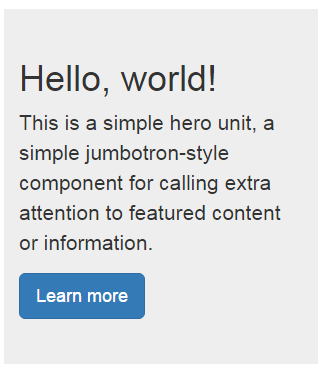 Hello, world!
This is a simple hero unit, a
simple jumbotron-style
component for calling extra
attention to featured content
or information.
Learn more